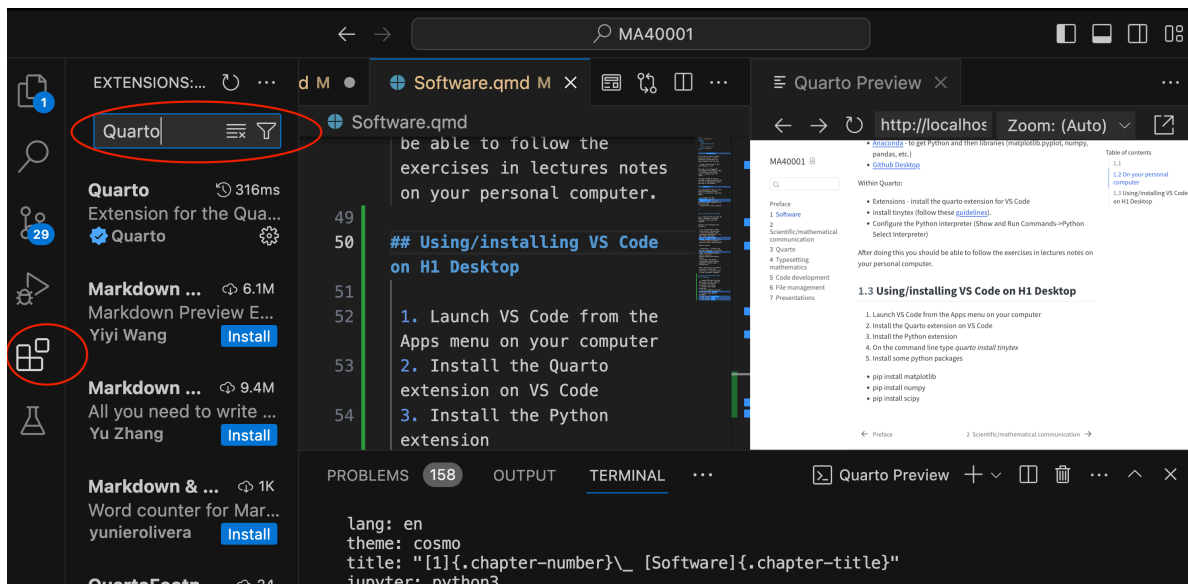 MA40001
EXTENSIONS:...
Quarto
Quarto 316ms
Extension for the Qua...
Quarto
Markdown ... 6.1M
Markdown Preview E...
Yiyi Wang Install
Markdown ... 9.4M
All you need to write ...
Yu Zhang Install
Markdown & ... 1K
Word counter for Mar...
yunierolivera Install
1
29
d M
Software.qmd M
Software.qmd
be able to follow the
exercises in lectures notes
on your personal computer.
49
50 ## Using/installing VS Code
on H1 Desktop
51
52 1. Launch VS Code from the
Apps menu on your computer
53 2. Install the Quarto
extension on VS Code
54 3. Install the Python
extension
Quarto Preview
http://localhos Zoom: (Auto)
MA40001
Preface
1 Software
2
Scientific/mathematical
communication
3 Quarto
4 Typesetting
mathematics
5 Code development
6 File management
7 Presentations
Anaconda - to get Python and then libraries (matplotlib.pyplot, numpy,
pandas, etc.)
Github Desktop
Within Quarto:
Extensions - install the quarto extension for VS Code
install tinytex (follow these guidelines).
Configure the Python interpreter (Show and Run Commands->Python
Select Interpreter)
After doing this you should be able to follow the exercises in lectures notes on
your personal computer.
1.3 Using/installing VS Code on H1 Desktop
1. Launch VS Code from the Apps menu on your computer
2. Install the Quarto extension on VS Code
3. Install the Python extension
4. On the command line type quarto install tinytex
5. Install some python packages
pip install matplotlib
pip install numpy
pip install scipy
Preface
2 Scientific/mathematical communication
Table of contents
1.1
1.2 On your personal
computer
1.3 Using/installing VS Code
on H1 Desktop
PROBLEMS 158 OUTPUT TERMINAL ... Quarto Preview
lang: en
theme: cosmo
title: "[1]{.chapter-number}\_ [Software]{.chapter-title}"
jupyter: python3